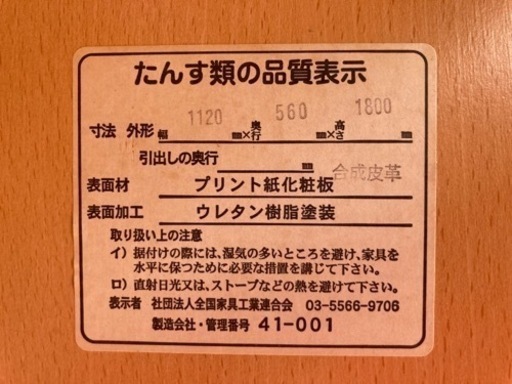 たんす類の品質表示
寸法 外形 幅 1120 mm×奥行 560 mm×高さ 1800 mm
引出しの奥行 mm 合成皮革
表面材 プリント紙化粧板
表面加工 ウレタン樹脂塗装
取り扱い上の注意
イ）据付けの際には、湿気の多いところを避け、家具を
水平に保つために必要な措置を講じて下さい。
ロ）直射日光又は、ストーブなどの熱を避けて下さい。
表示者 社団法人全国家具工業連合会 03-5566-9706
製造会社・管理番号 41-001